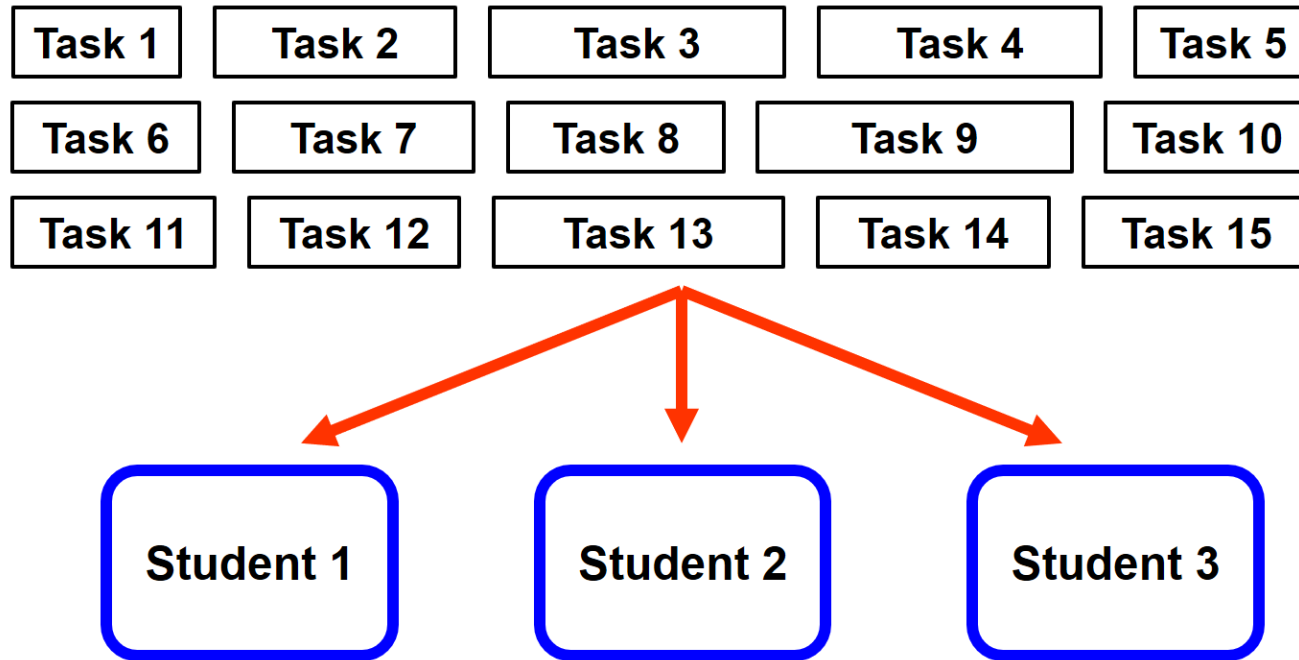 Task 1 Task 2 Task 3 Task 4 Task 5
Task 6 Task 7 Task 8 Task 9 Task 10
Task 11 Task 12 Task 13 Task 14 Task 15
Student 1 Student 2 Student 3